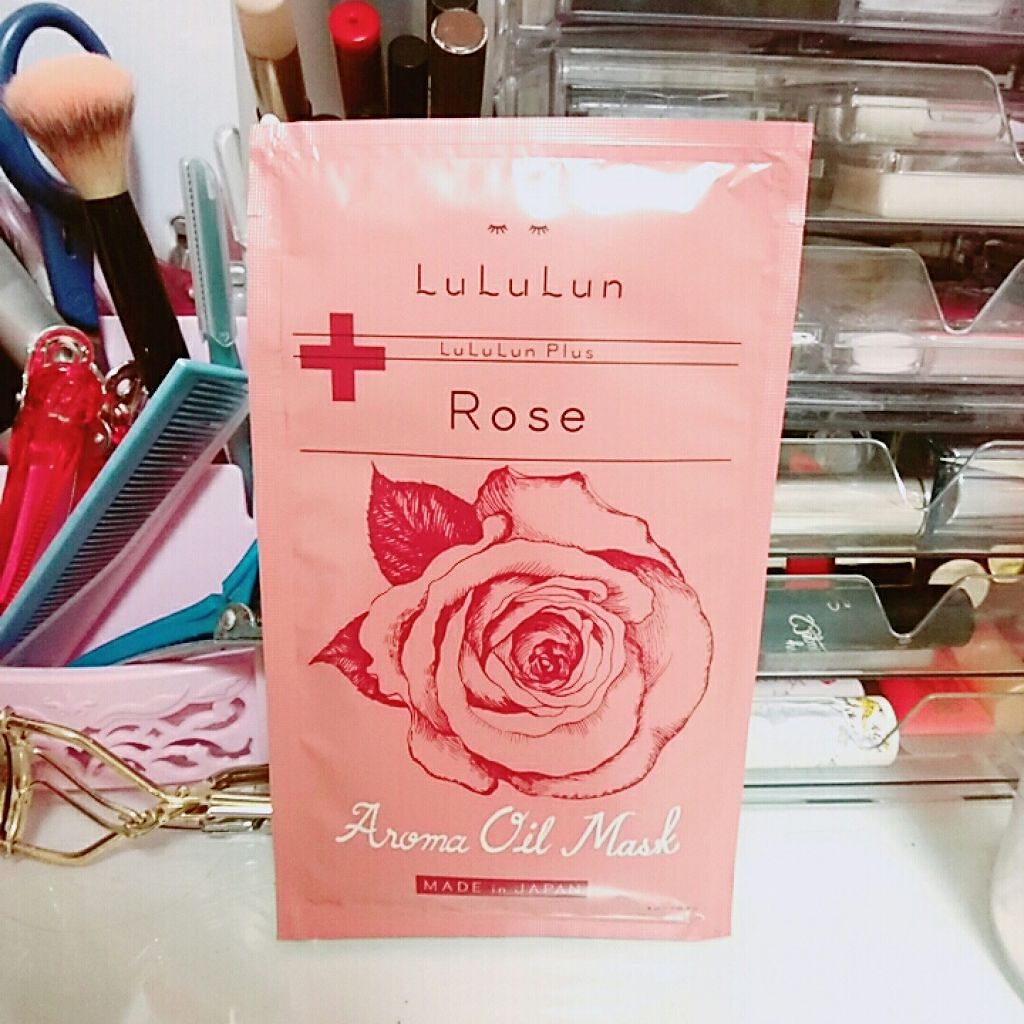 LuLuLun
LuLuLun Plus
Rose
Aroma Oil Mask
MADE in JAPAN